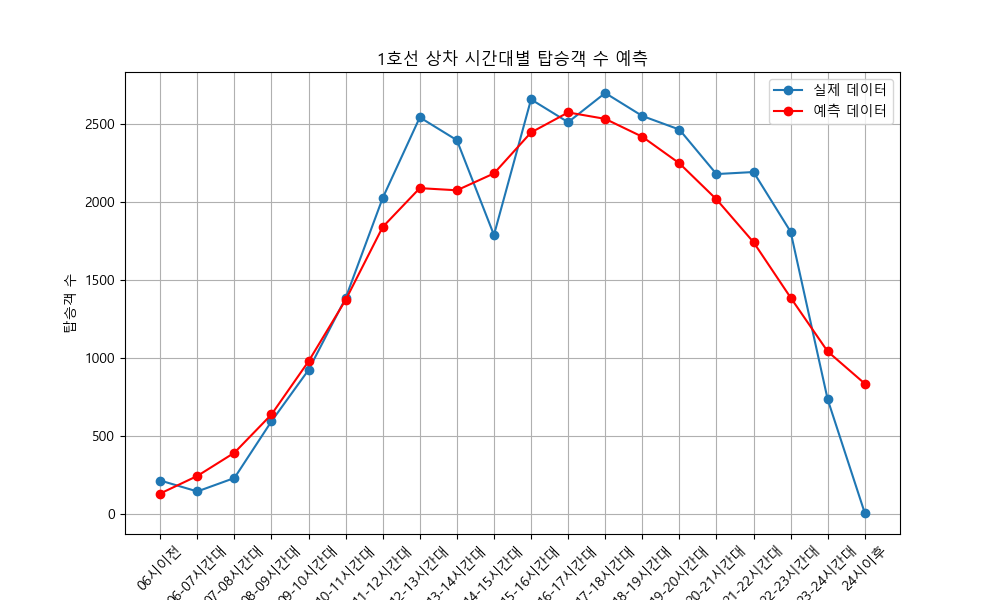 1호선 상차 시간대별 탑승객 수 예측
실제 데이터
예측 데이터
탑승객 수
2500
2000
1500
1000
500
0
06시이전
06-07시간대
07-08시간대
08-09시간대
09-10시간대
10-11시간대
11-12시간대
12-13시간대
13-14시간대
14-15시간대
15-16시간대
16-17시간대
17-18시간대
18-19시간대
19-20시간대
20-21시간대
21-22시간대
22-23시간대
23-24시간대
24시이후